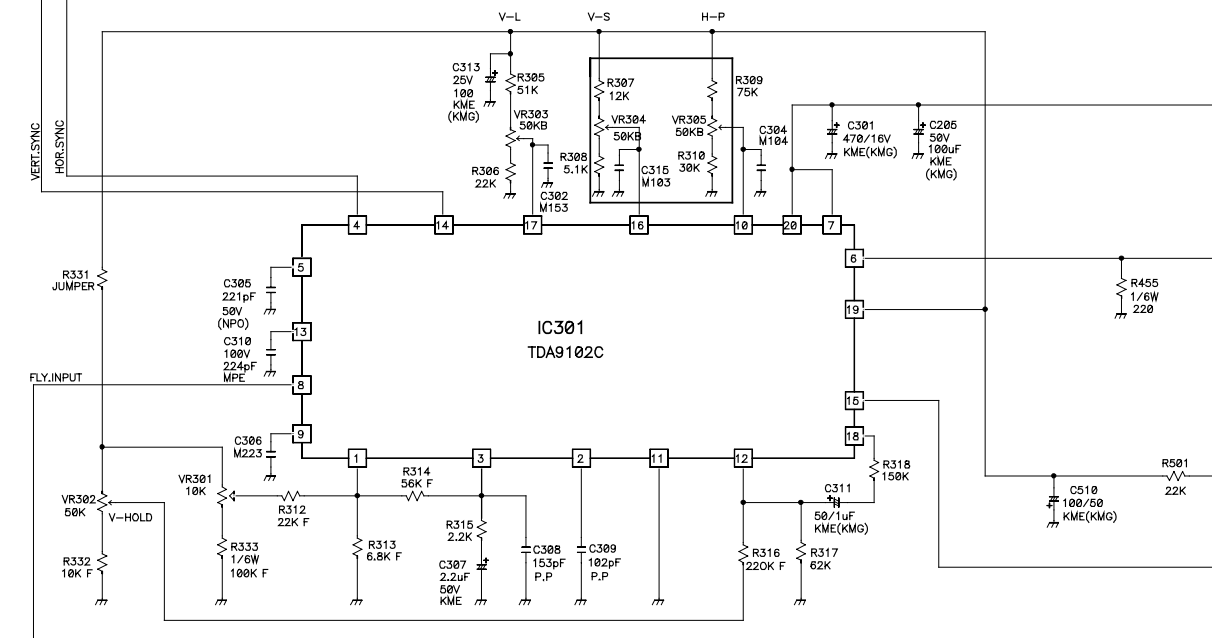 V-L
V-S
H-P
C313
25V
100
KME
(KMG)
R305
51K
R307
12K
R309
75K
VERT.SYNC
HOR.SYNC
VR303
50KB
VR304
50KB
VR305
50KB
C304
M104
C301
470/16V
KME(KMG)
C205
50V
100uF
KME
(KMG)
R306
22K
R308
5.1K
C315
M103
R310
30K
C302
M153
4
14
17
16
10
20
7
5
6
R331
JUMPER
C305
221pF
50V
(NPO)
R455
1/6W
220
19
13
IC301
TDA9102C
C310
100V
224pF
MPE
FLY.INPUT
8
15
9
18
C306
M223
1
3
2
11
12
VR301
10K
R314
56K F
R318
150K
R501
22K
C311
50/1uF
KME(KMG)
C510
100/50
KME(KMG)
VR302
50K
V-HOLD
R312
22K F
R315
2.2K
R333
1/6W
100K F
R313
6.8K F
C308
153pF
P.P
C309
102pF
P.P
R316
220K F
R317
62K
R332
10K F
C307
2.2uF
50V
KME